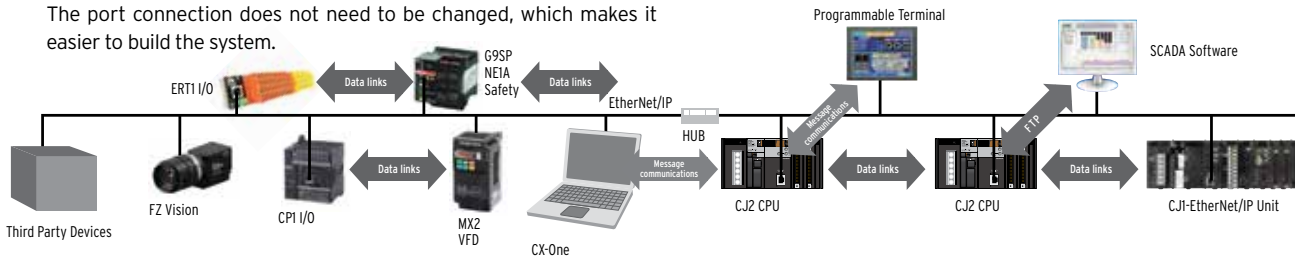 The port connection does not need to be changed, which makes it
easier to build the system.
Programmable Terminal
SCADA Software
ERT1 I/O
Data links
G9SP
NE1A
Safety
Data links
EtherNet/IP
HUB
Message
communications
FTP
Third Party Devices
FZ Vision
CP1 I/O
Data links
MX2
VFD
CX-One
Message
communications
CJ2 CPU
Data links
CJ2 CPU
Data links
CJ1-EtherNet/IP Unit